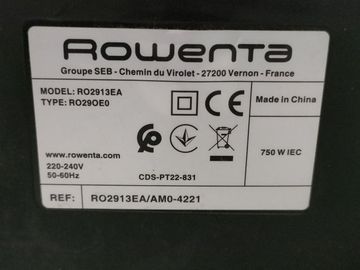 Rowenta
Groupe SEB - Chemin du Virolet - 27200 Vernon - France
MODEL: RO2913EA
TYPE: RO29OE0
Made in China
EAC
www.rowenta.com
220-240V
50-60Hz
CDS-PT22-831
750 W IEC
REF: RO2913EA/AM0-4221